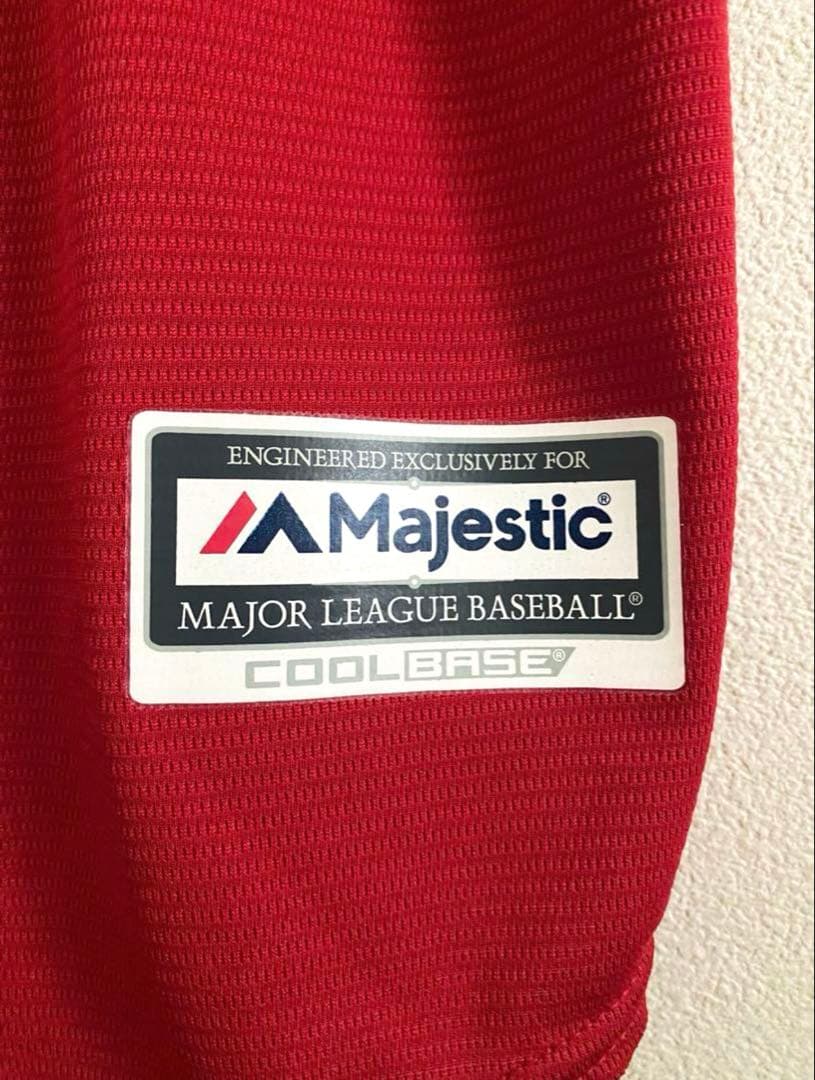 ENGINEERED EXCLUSIVELY FOR
Majestic®
MAJOR LEAGUE BASEBALL®
COOLBASE®